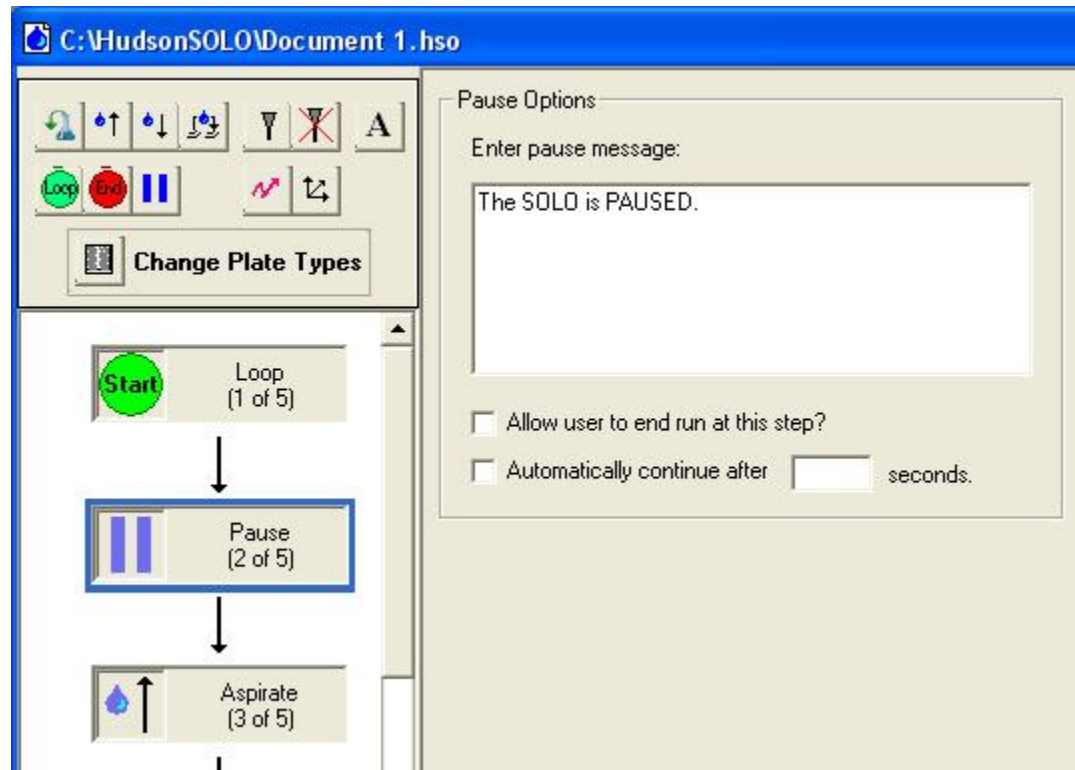 C:\HudsonSOLO\Document 1.hso
A
Loop End
Change Plate Types
Start Loop
(1 of 5)
Pause
(2 of 5)
Aspirate
(3 of 5)
Pause Options
Enter pause message:
The SOLO is PAUSED.
Allow user to end run at this step?
Automatically continue after seconds.